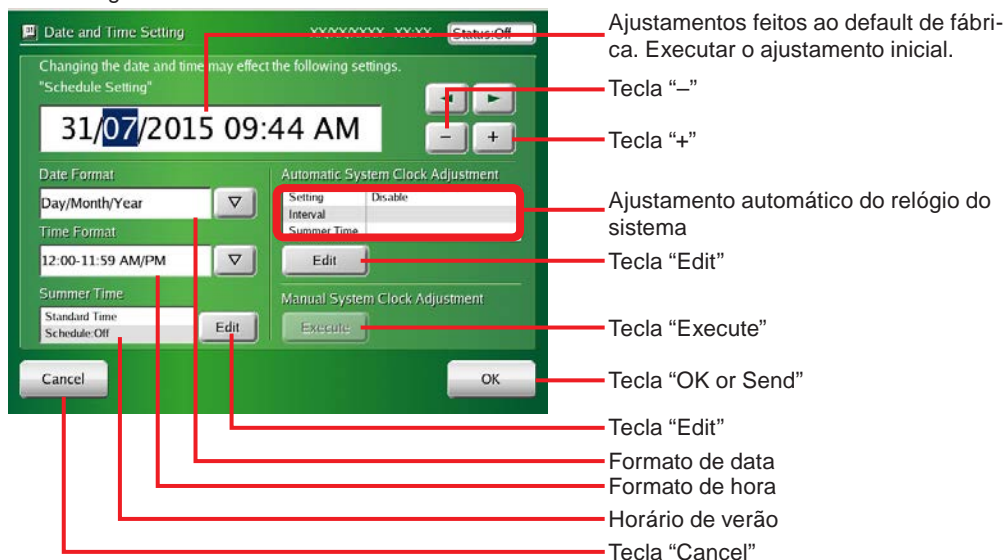 Date and Time Setting
XX/XX/XXXX XX:XX
Status:Off
Changing the date and time may effect the following settings.
"Schedule Setting"
31/07/2015 09:44 AM
– +
Date Format
Day/Month/Year
Time Format
12:00-11:59 AM/PM
Summer Time
Standard Time
Schedule:Off
Edit
Automatic System Clock Adjustment
Setting Disable
Interval
Summer Time
Edit
Manual System Clock Adjustment
Execute
Cancel
OK
Ajustamentos feitos ao default de fábri-
ca. Executar o ajustamento inicial.
Tecla “–”
Tecla “+”
Ajustamento automático do relógio do
sistema
Tecla “Edit”
Tecla “Execute”
Tecla “OK or Send”
Tecla “Edit”
Formato de data
Formato de hora
Horário de verão
Tecla “Cancel”